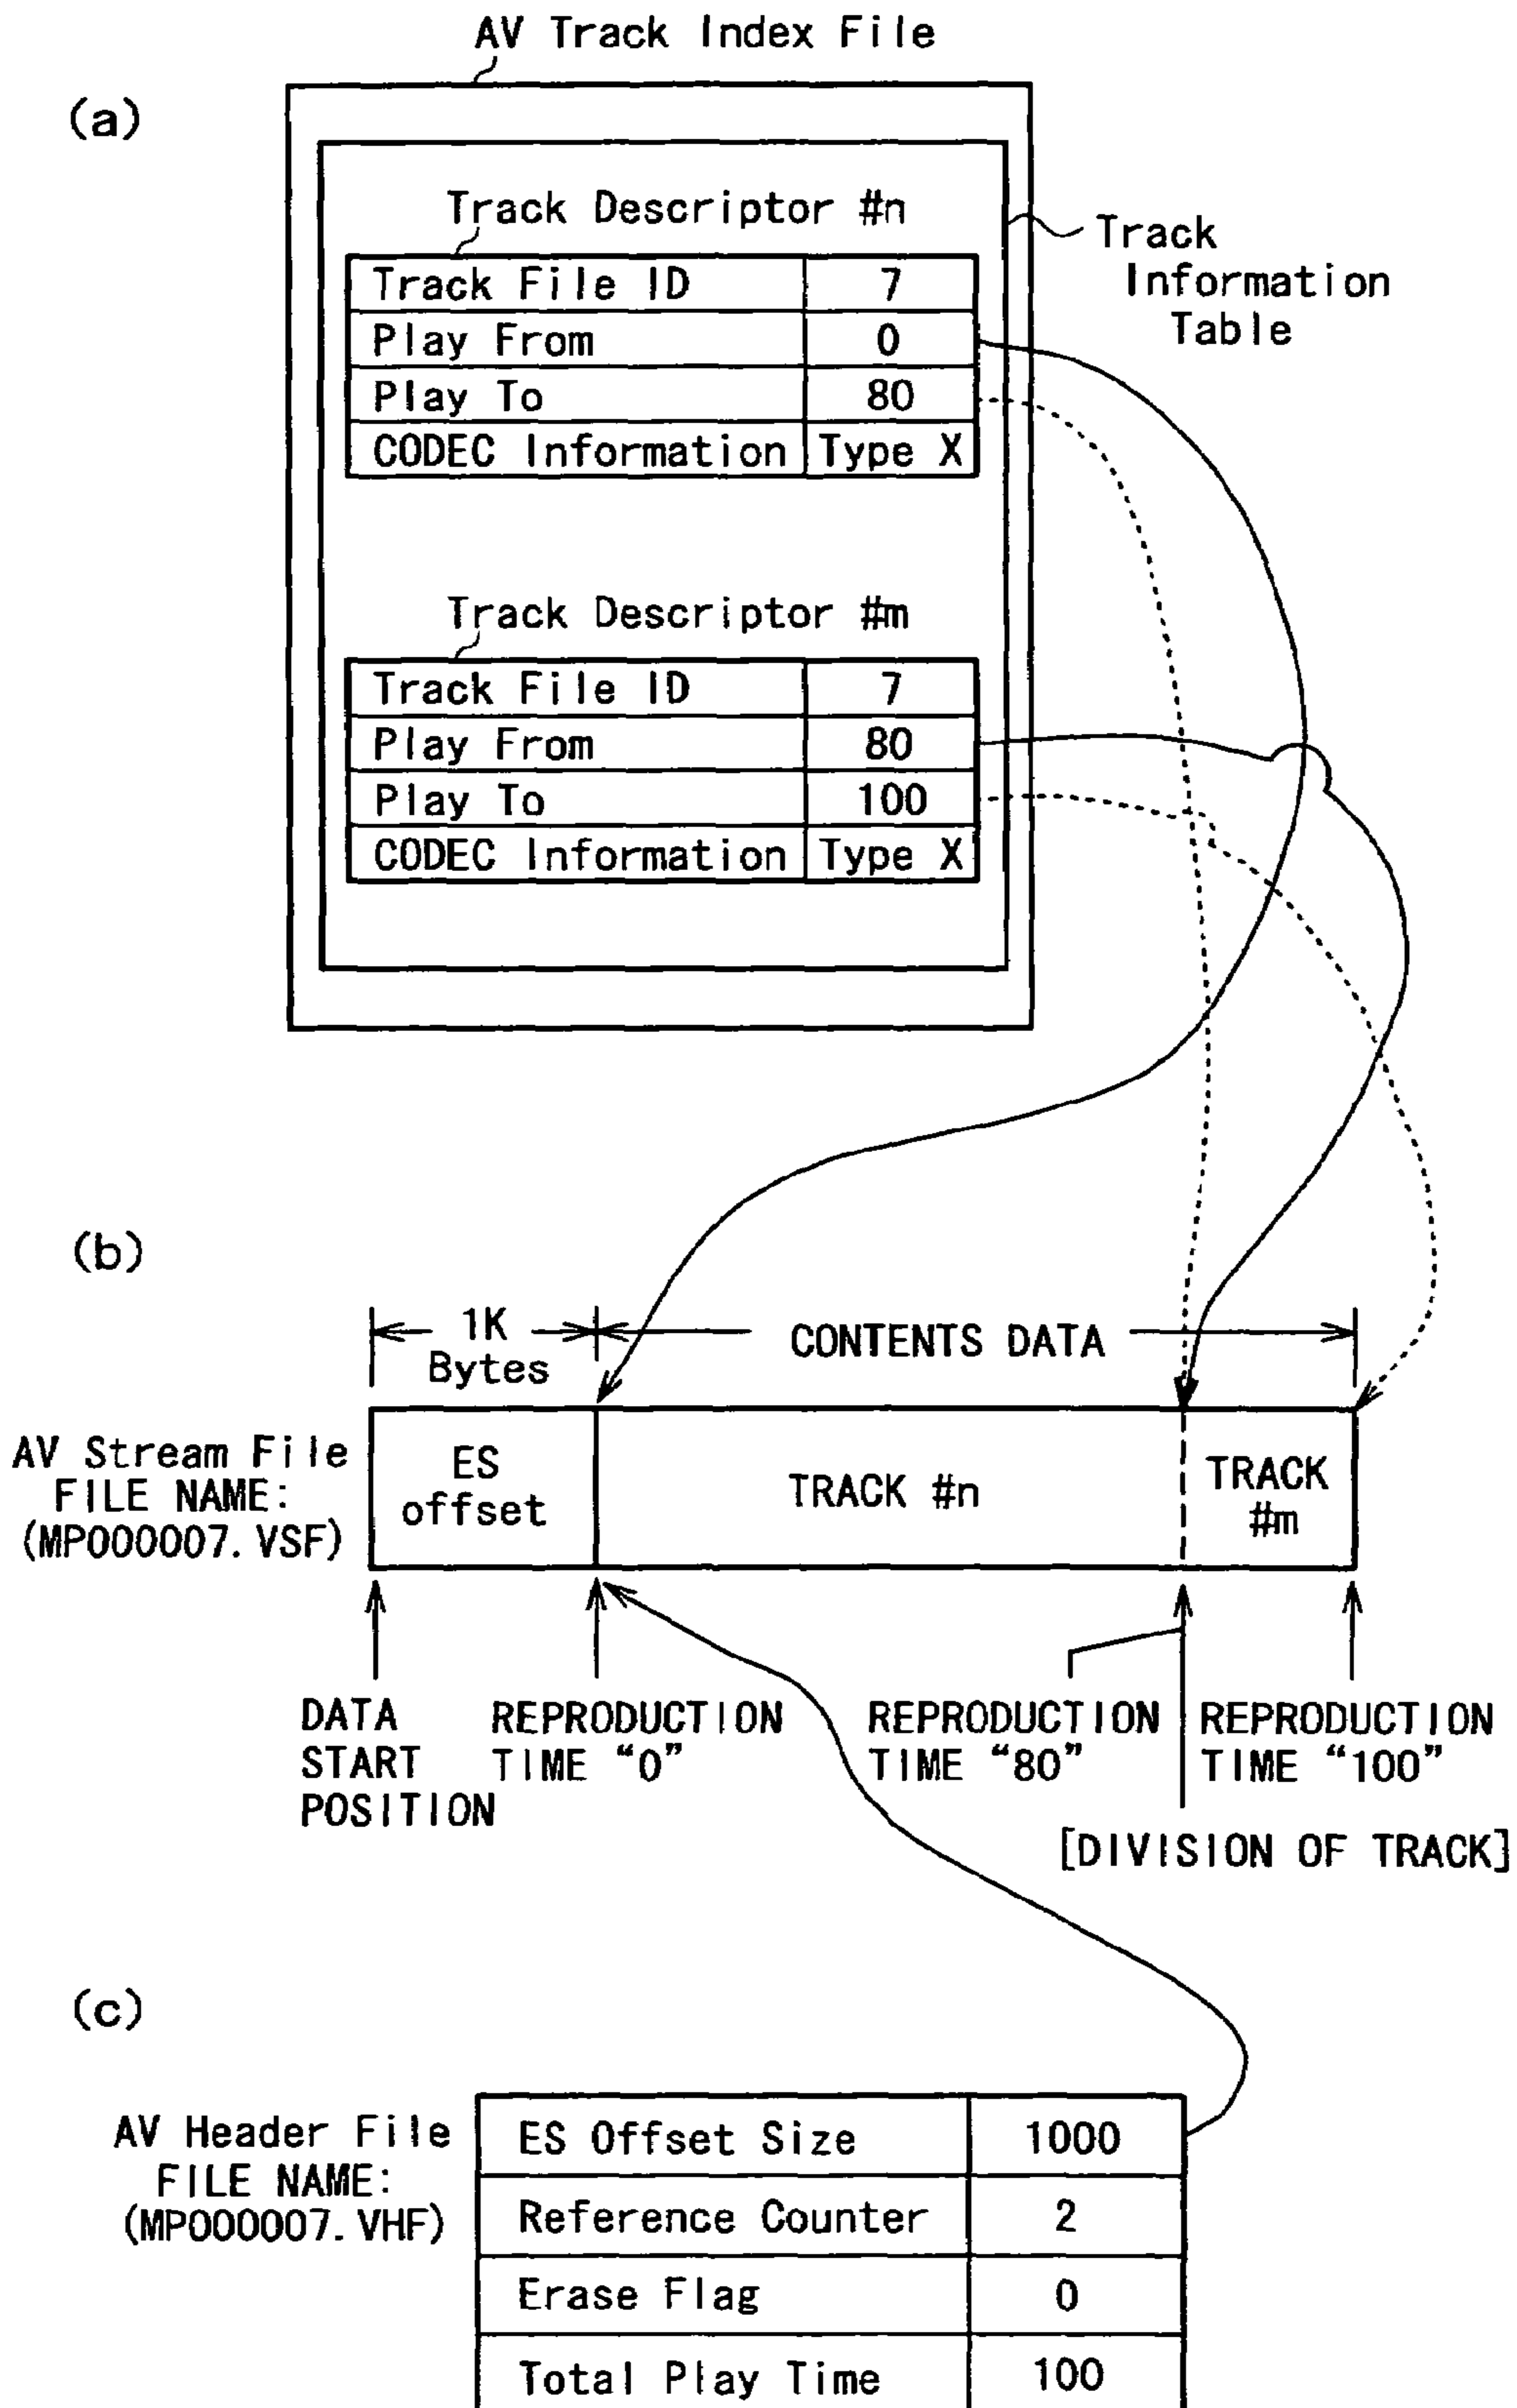 AV Track Index File
(a)
Track Descriptor #n
Track
Information
Table
Track File ID 7
Play From 0
Play To 80
CODEC Information Type X
Track Descriptor #m
Track File ID 7
Play From 80
Play To 100
CODEC Information Type X
(b)
1K
Bytes
CONTENTS DATA
AV Stream File
FILE NAME:
(MP000007.VSF)
ES
offset
TRACK #n
TRACK
#m
DATA
START
POSITION
REPRODUCTION
TIME “0”
REPRODUCTION
TIME “80”
REPRODUCTION
TIME “100”
[DIVISION OF TRACK]
(c)
AV Header File
FILE NAME:
(MP000007.VHF)
ES Offset Size 1000
Reference Counter 2
Erase Flag 0
Total Play Time 100